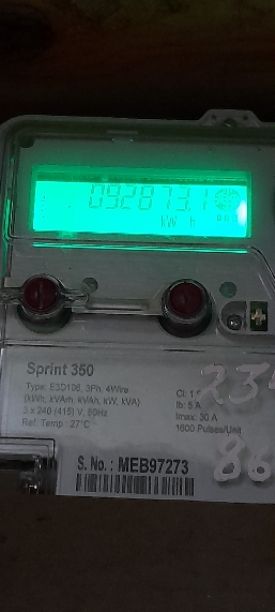 092873.1
kW h
Sprint 350
Type: E3D106, 3Ph, 4Wire
(kWh, kVArh, kVAh, kW, kVA)
3 x 240 (415) V, 50Hz
Ref. Temp : 27°C
Ib: 5 A
Imax: 30 A
1600 Pulses/Unit
86
S. No. : MEB97273